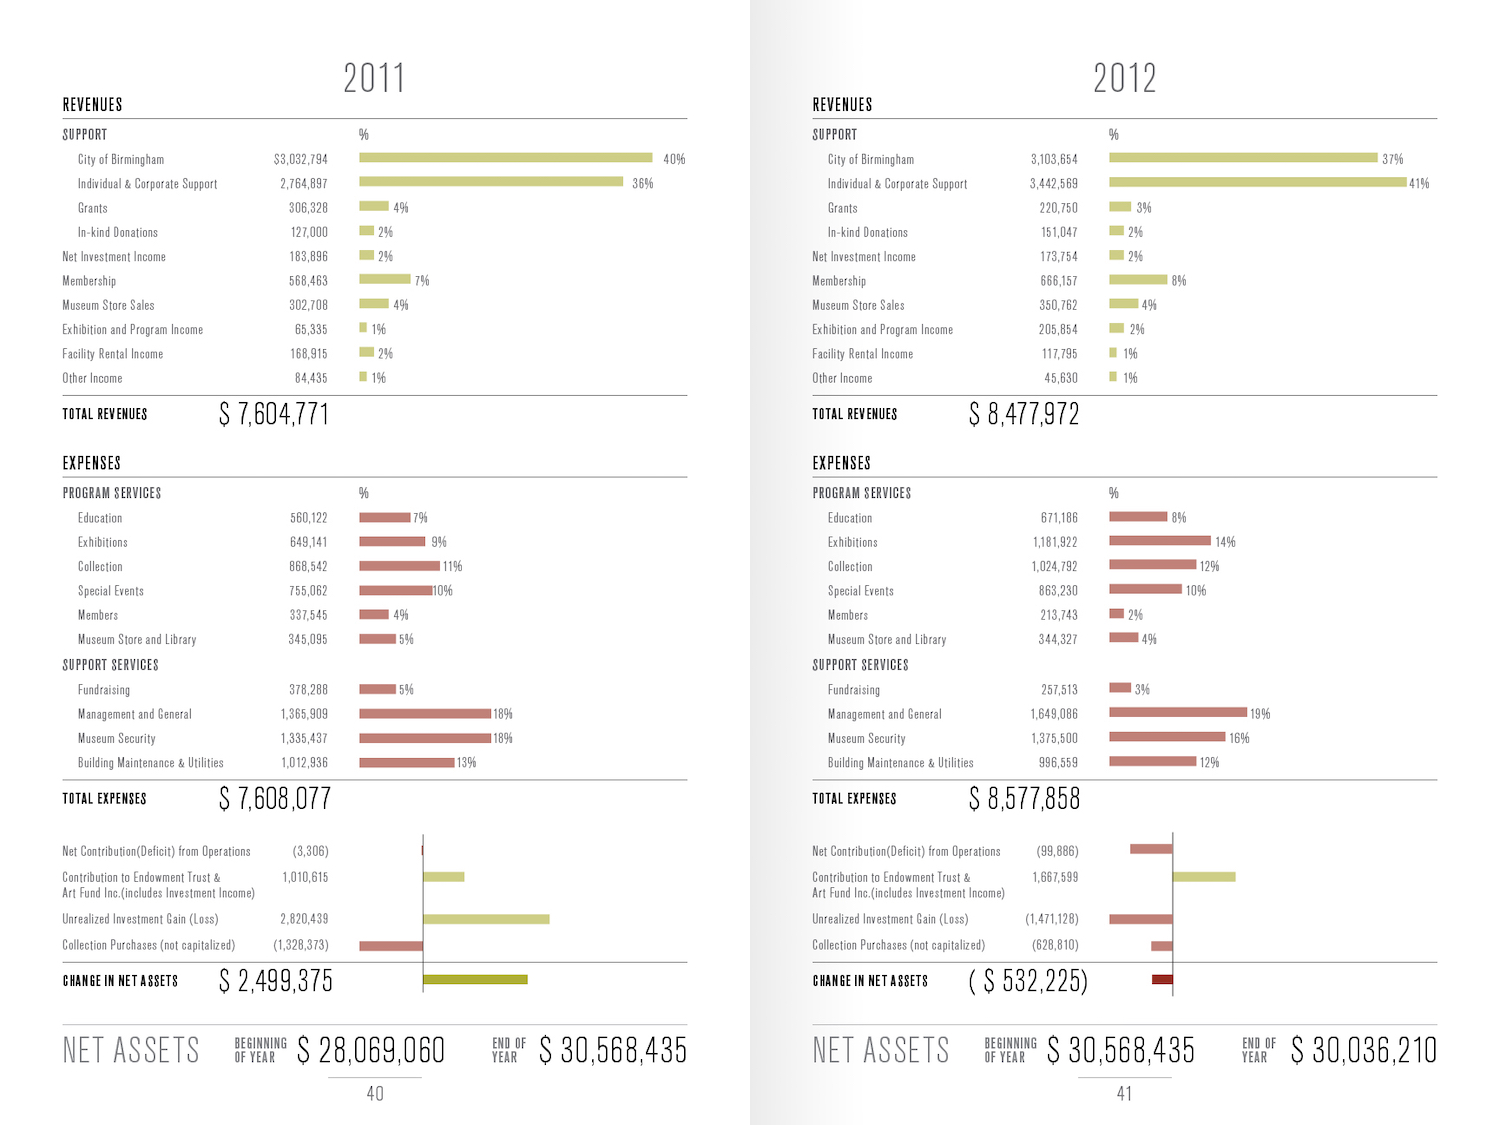 2011
REVENUES
SUPPORT %
City of Birmingham $3,032,794 40%
Individual & Corporate Support 2,764,897 36%
Grants 306,328 4%
In-kind Donations 127,000 2%
Net Investment Income 183,896 2%
Membership 568,463 7%
Museum Store Sales 302,708 4%
Exhibition and Program Income 65,335 1%
Facility Rental Income 168,915 2%
Other Income 84,435 1%
TOTAL REVENUES $ 7,604,771
EXPENSES
PROGRAM SERVICES %
Education 560,122 7%
Exhibitions 649,141 9%
Collection 868,542 11%
Special Events 755,062 10%
Members 337,545 4%
Museum Store and Library 345,095 5%
SUPPORT SERVICES
Fundraising 378,288 5%
Management and General 1,365,909 18%
Museum Security 1,335,437 18%
Building Maintenance & Utilities 1,012,936 13%
TOTAL EXPENSES $ 7,608,077
Net Contribution(Deficit) from Operations (3,306)
Contribution to Endowment Trust & 1,010,615
Art Fund Inc.(includes Investment Income)
Unrealized Investment Gain (Loss) 2,820,439
Collection Purchases (not capitalized) (1,328,373)
CHANGE IN NET ASSETS $ 2,499,375
NET ASSETS BEGINNING OF YEAR $ 28,069,060 END OF YEAR $ 30,568,435
40
2012
REVENUES
SUPPORT %
City of Birmingham 3,103,654 37%
Individual & Corporate Support 3,442,569 41%
Grants 220,750 3%
In-kind Donations 151,047 2%
Net Investment Income 173,754 2%
Membership 666,157 8%
Museum Store Sales 350,762 4%
Exhibition and Program Income 205,854 2%
Facility Rental Income 117,795 1%
Other Income 45,630 1%
TOTAL REVENUES $ 8,477,972
EXPENSES
PROGRAM SERVICES %
Education 671,186 8%
Exhibitions 1,181,922 14%
Collection 1,024,792 12%
Special Events 863,230 10%
Members 213,743 2%
Museum Store and Library 344,327 4%
SUPPORT SERVICES
Fundraising 257,513 3%
Management and General 1,649,086 19%
Museum Security 1,375,500 16%
Building Maintenance & Utilities 996,559 12%
TOTAL EXPENSES $ 8,577,858
Net Contribution(Deficit) from Operations (99,886)
Contribution to Endowment Trust & 1,667,599
Art Fund Inc.(includes Investment Income)
Unrealized Investment Gain (Loss) (1,471,128)
Collection Purchases (not capitalized) (628,810)
CHANGE IN NET ASSETS ( $ 532,225)
NET ASSETS BEGINNING OF YEAR $ 30,568,435 END OF YEAR $ 30,036,210
41